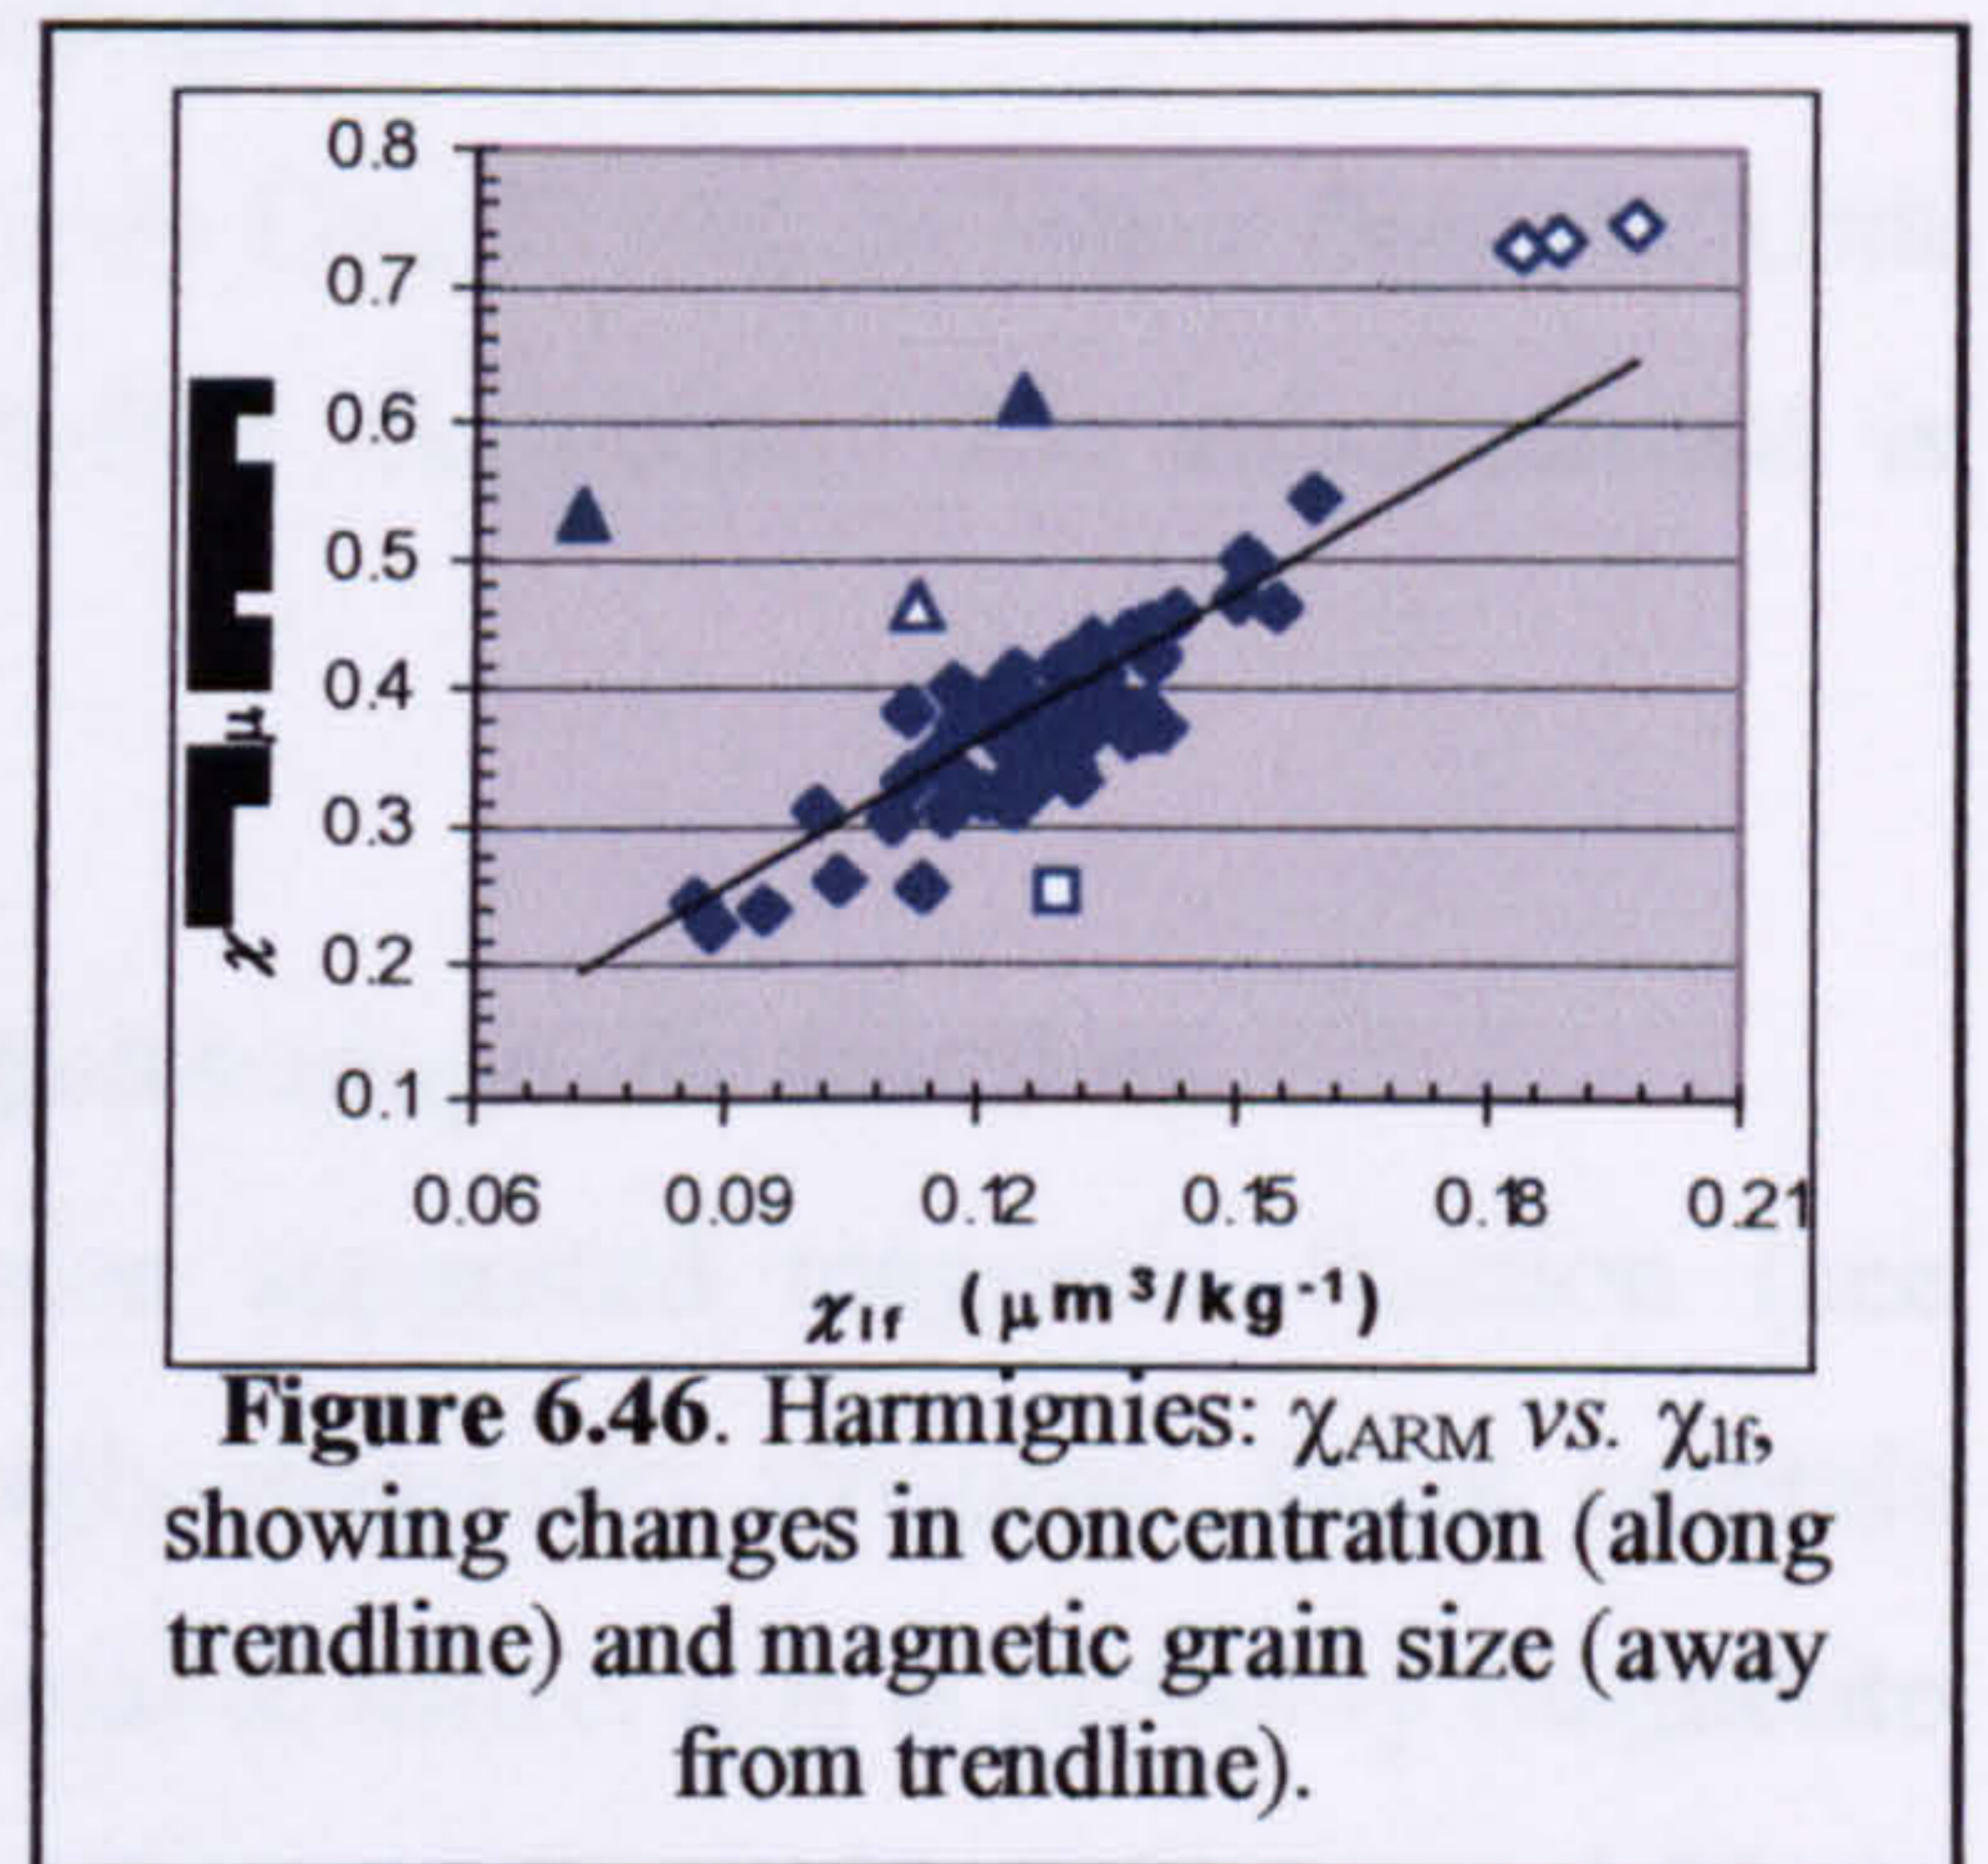 0.8
0.7
0.6
0.5
0.4
0.3
0.2
0.1
χ μ
0.06 0.09 0.12 0.15 0.18 0.21
χlf (μm³/kg⁻¹)
Figure 6.46. Harmignies: χARM vs. χlf,
showing changes in concentration (along
trendline) and magnetic grain size (away
from trendline).